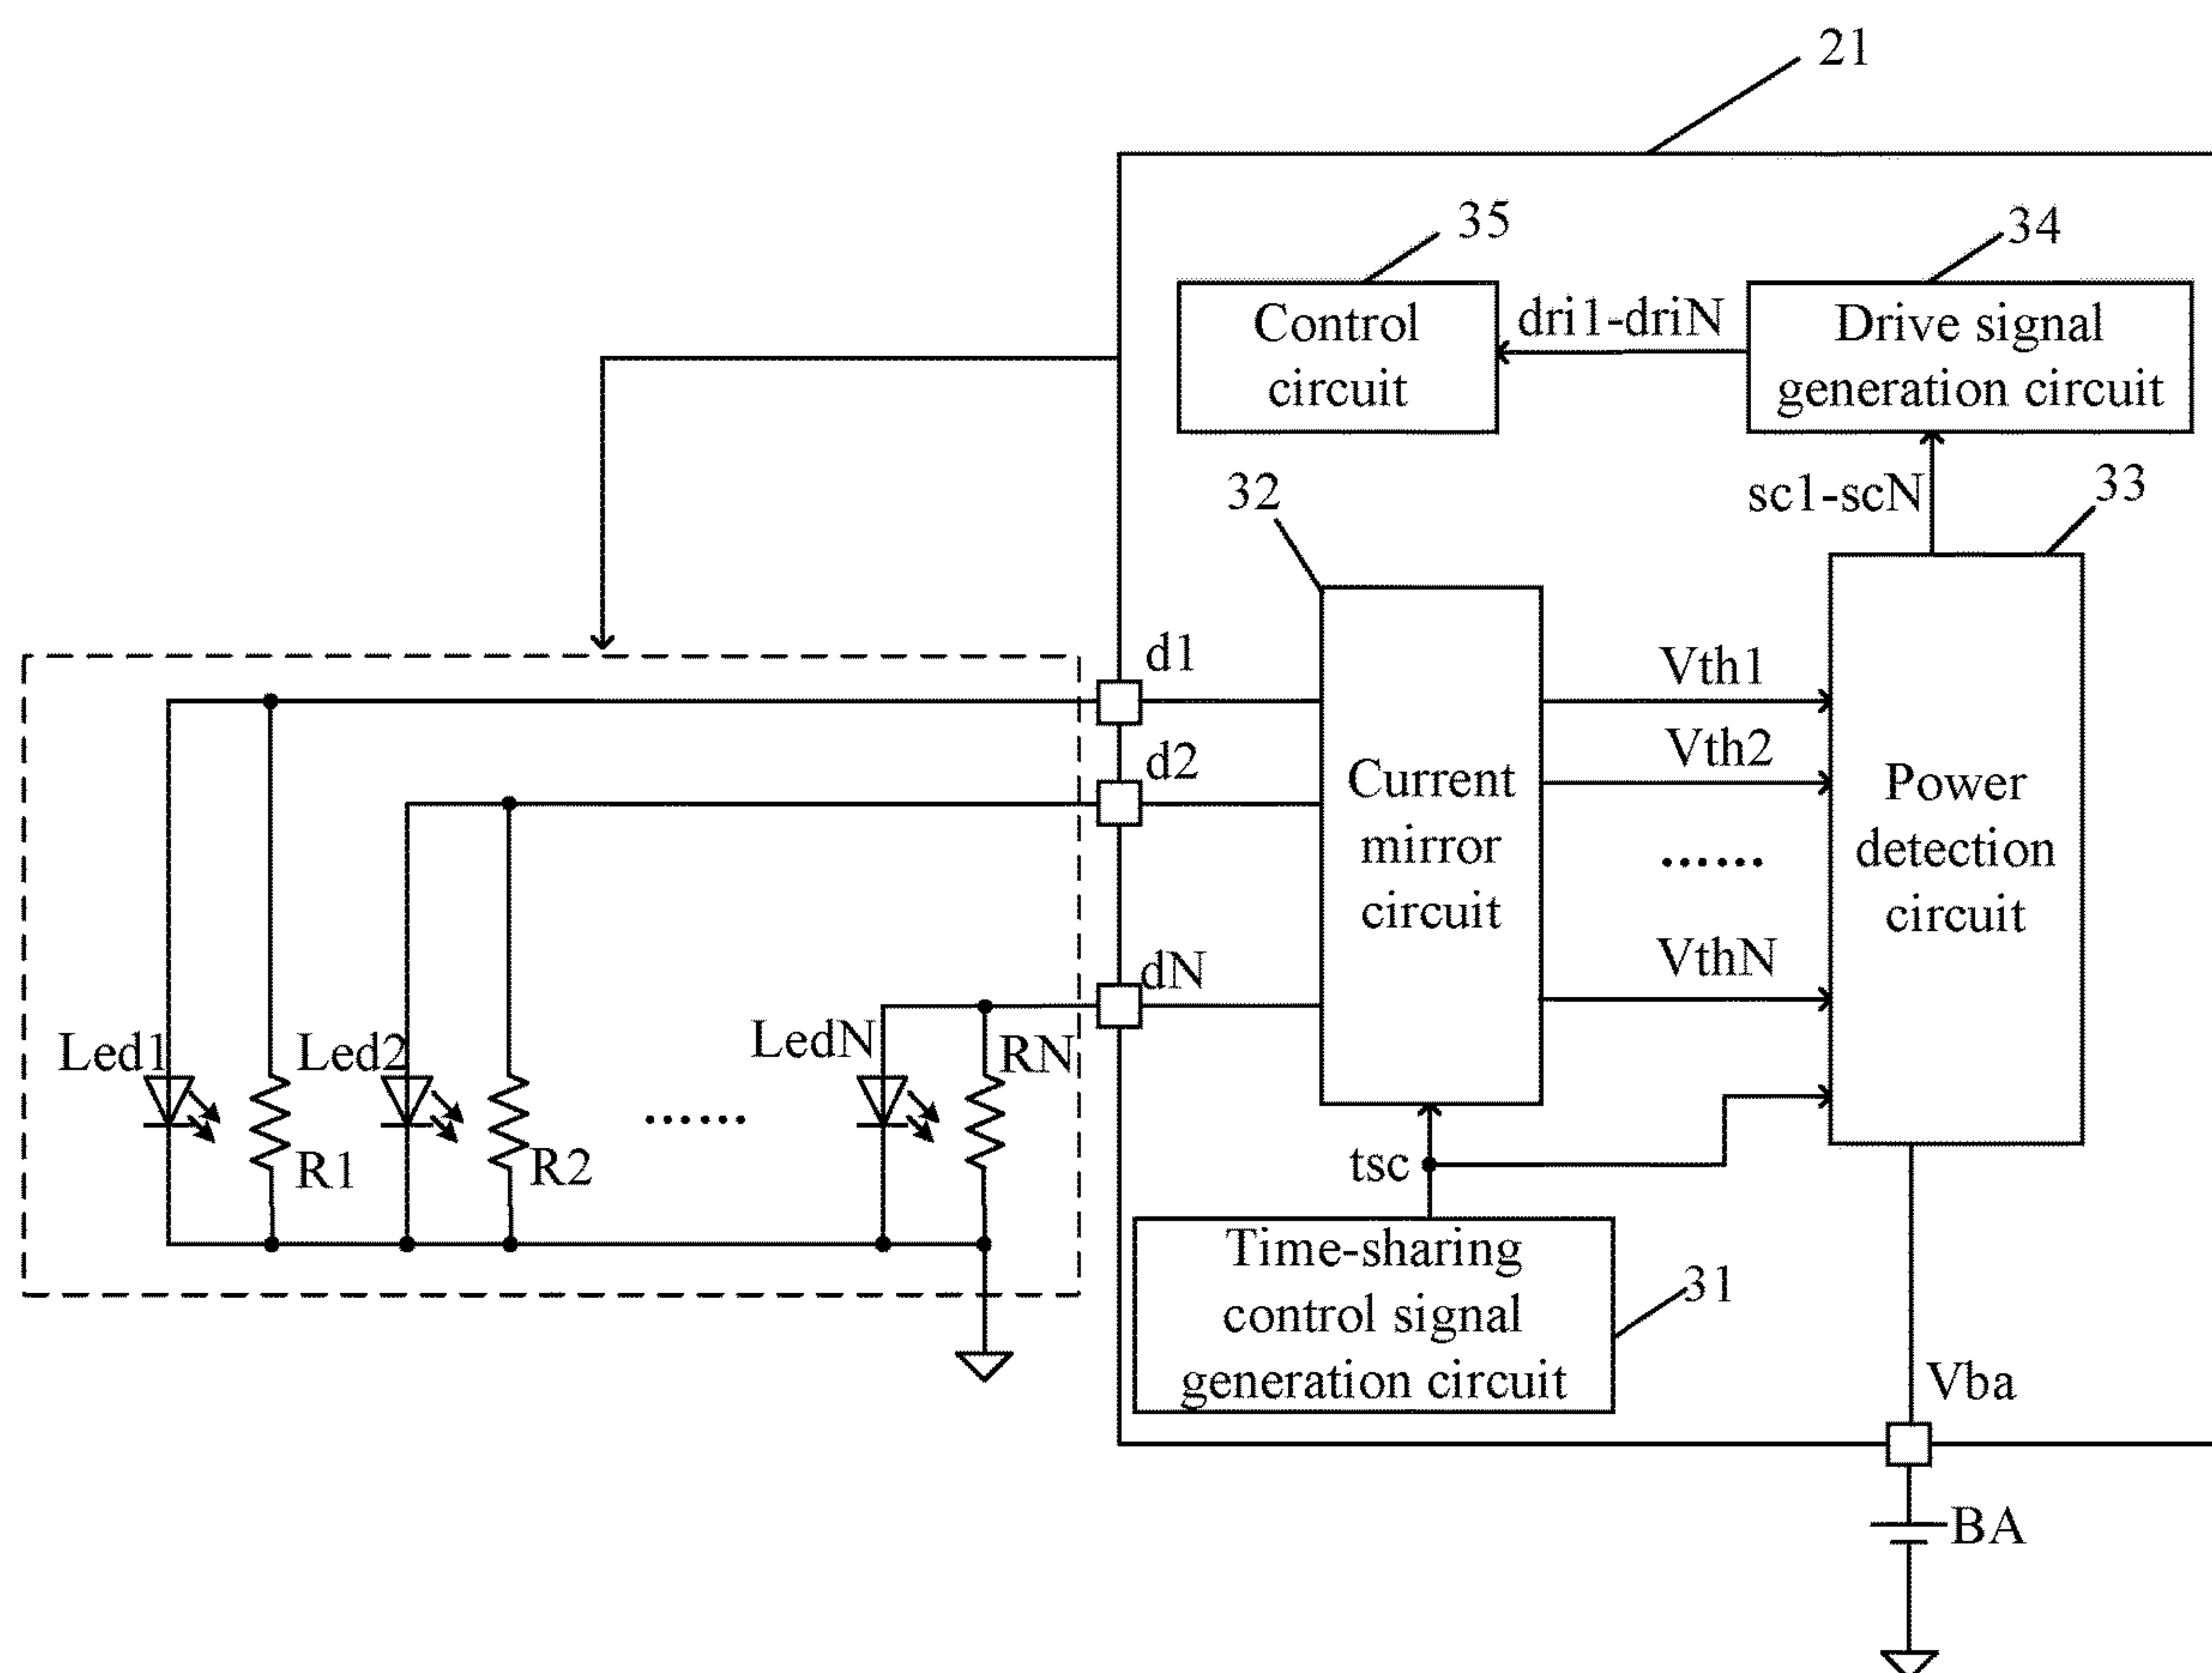 21
35
34
Control
circuit
dri1-driN
Drive signal
generation circuit
32
sc1-scN
33
d1
Vth1
d2
Vth2
Current
mirror
circuit
......
Power
detection
circuit
dN
VthN
Led1
Led2
LedN
RN
......
R1
R2
tsc
Time-sharing
control signal
generation circuit
31
Vba
BA